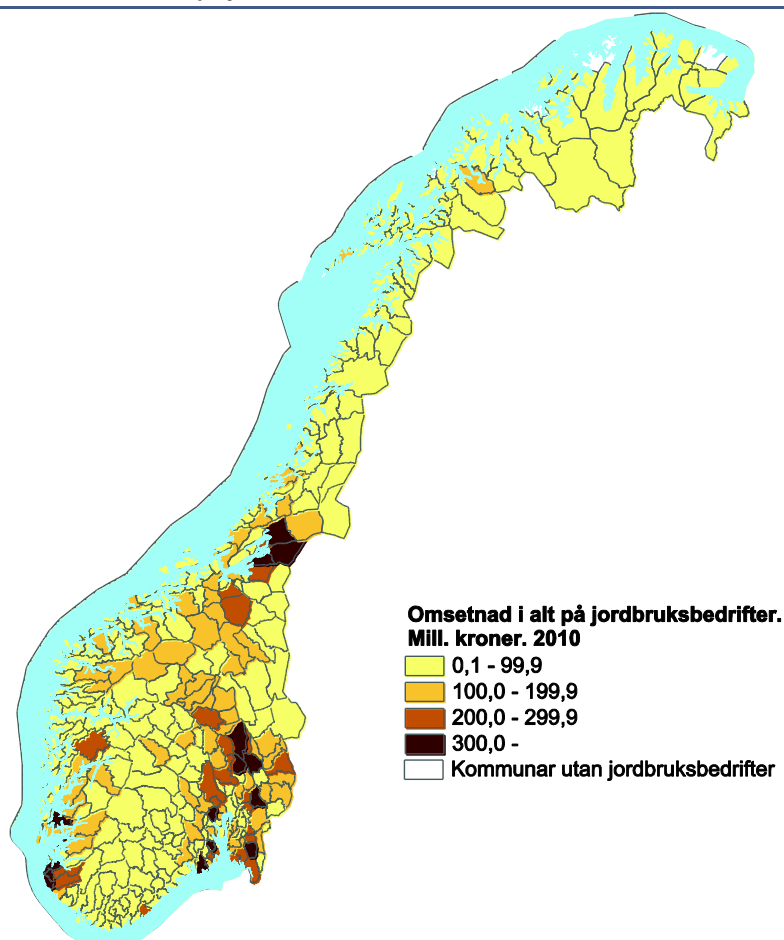 Omsetnad i alt på jordbruksbedrifter.
Mill. kroner. 2010
0,1 - 99,9
100,0 - 199,9
200,0 - 299,9
300,0 -
Kommunar utan jordbruksbedrifter